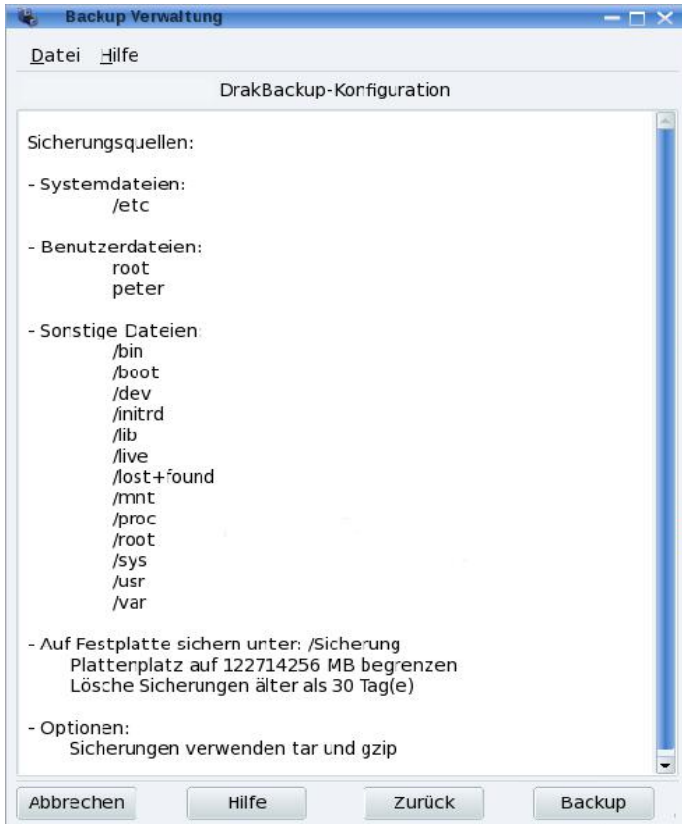 Backup Verwaltung
Datei Hilfe
DrakBackup-Konfiguration
Sicherungsquellen:
- Systemdateien:
/etc
- Benutzerdateien:
root
peter
- Sonstige Dateien:
/bin
/boot
/dev
/initrd
/lib
/live
/lost+found
/mnt
/proc
/root
/sys
/usr
/var
- Auf Festplatte sichern unter: /Sicherung
Plattenplatz auf 122714256 MB begrenzen
Lösche Sicherungen älter als 30 Tag(e)
- Optionen:
Sicherungen verwenden tar und gzip
Abbrechen Hilfe Zurück Backup